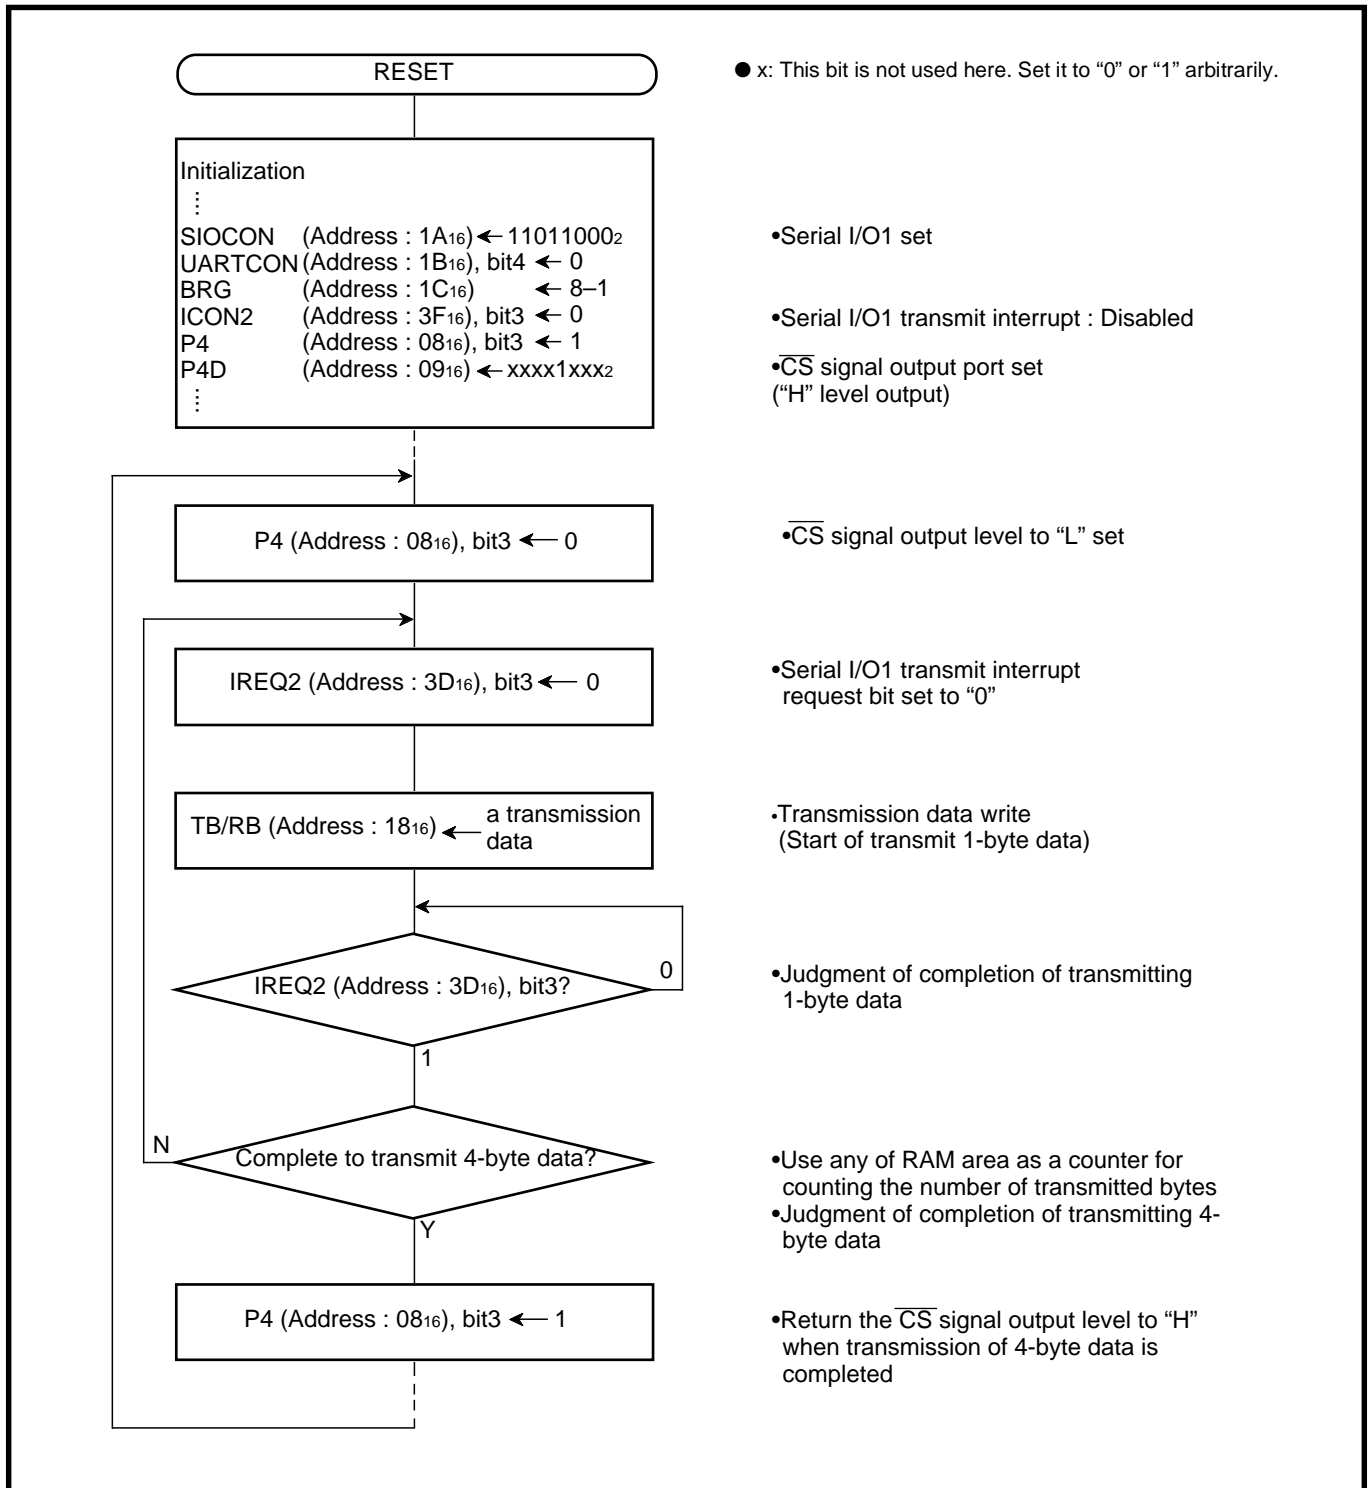 RESET
● x: This bit is not used here. Set it to “0” or “1” arbitrarily.
Initialization
SIOCON (Address : 1A16) ← 110110002
UARTCON (Address : 1B16), bit4 ← 0
BRG (Address : 1C16) ← 8–1
ICON2 (Address : 3F16), bit3 ← 0
P4 (Address : 0816), bit3 ← 1
P4D (Address : 0916) ← xxxx1xxx2
•Serial I/O1 set
•Serial I/O1 transmit interrupt : Disabled
•C̅S̅ signal output port set
(“H” level output)
P4 (Address : 0816), bit3 ← 0
•C̅S̅ signal output level to “L” set
IREQ2 (Address : 3D16), bit3 ← 0
•Serial I/O1 transmit interrupt
request bit set to “0”
TB/RB (Address : 1816) ← a transmission
data
•Transmission data write
(Start of transmit 1-byte data)
IREQ2 (Address : 3D16), bit3?
0
•Judgment of completion of transmitting
1-byte data
1
N
Complete to transmit 4-byte data?
•Use any of RAM area as a counter for
counting the number of transmitted bytes
•Judgment of completion of transmitting 4-
byte data
Y
P4 (Address : 0816), bit3 ← 1
•Return the C̅S̅ signal output level to “H”
when transmission of 4-byte data is
completed